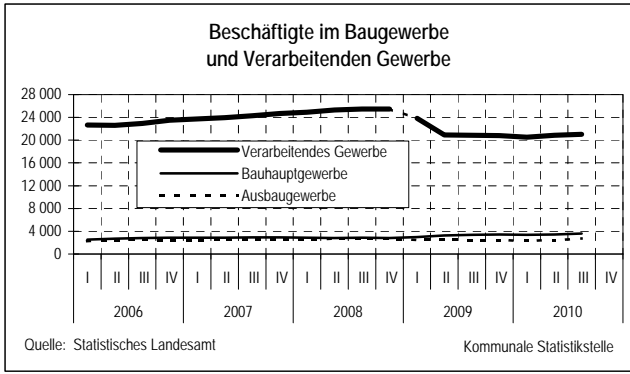 Beschäftigte im Baugewerbe
und Verarbeitenden Gewerbe
28 000
24 000
20 000
16 000
12 000
8 000
4 000
0
Verarbeitendes Gewerbe
Bauhauptgewerbe
Ausbaugewerbe
I II III IV I II III IV I II III IV I II III IV I II III IV
2006 2007 2008 2009 2010
Quelle: Statistisches Landesamt Kommunale Statistikstelle